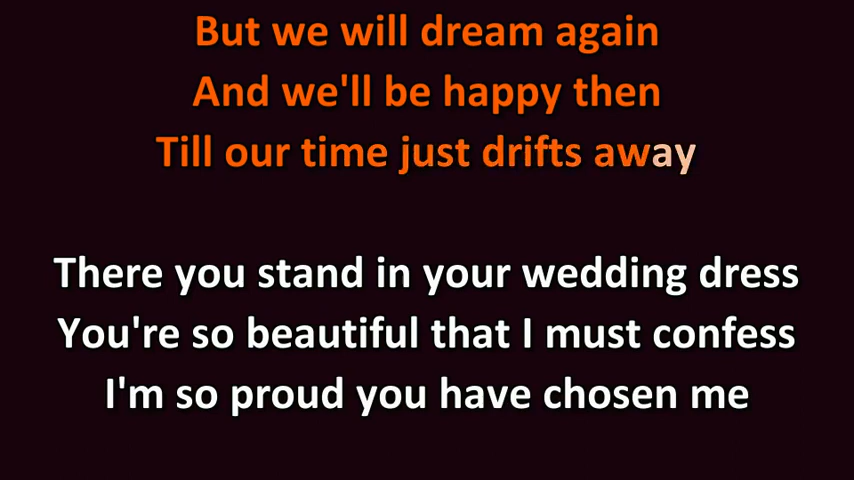 But we will dream again
And we'll be happy then
Till our time just drifts away
There you stand in your wedding dress
You're so beautiful that I must confess
I'm so proud you have chosen me